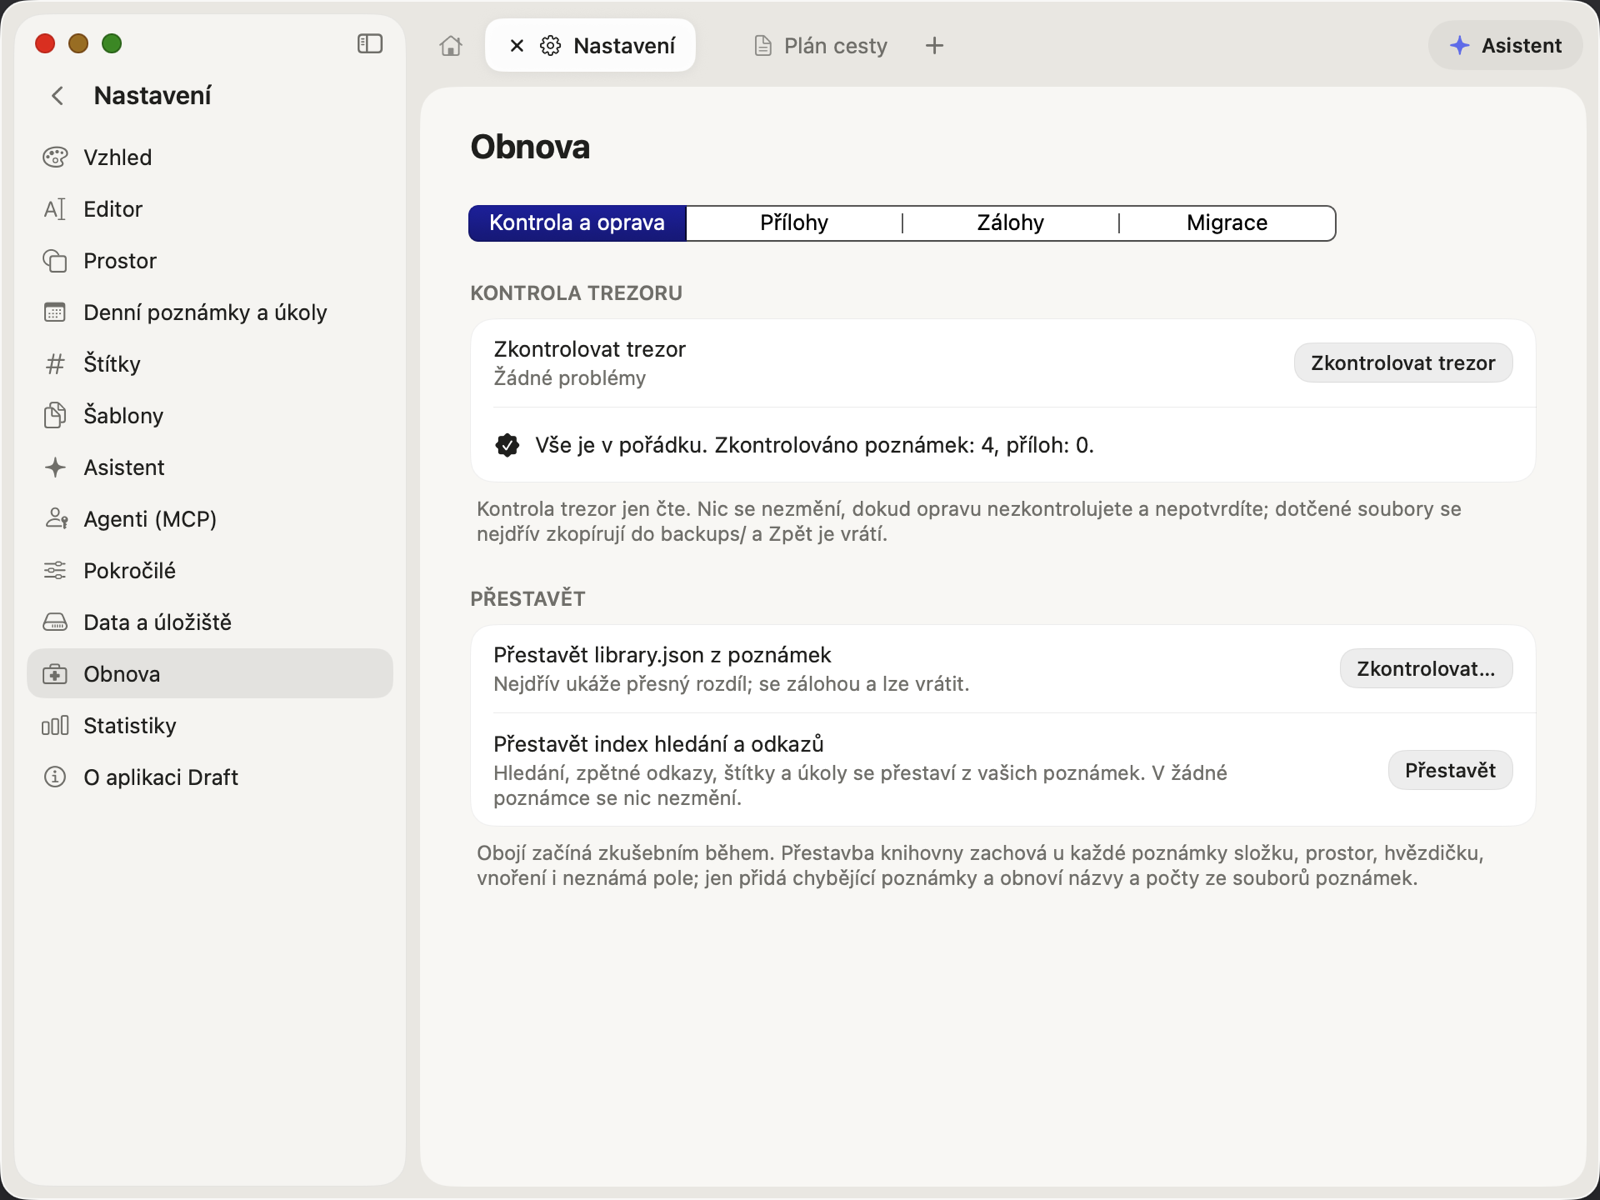 Nastavení
Plán cesty
Asistent
Nastavení
Vzhled
Editor
Prostor
Denní poznámky a úkoly
Štítky
Šablony
Asistent
Agenti (MCP)
Pokročilé
Data a úložiště
Obnova
Statistiky
O aplikaci Draft
Obnova
Kontrola a oprava
Přílohy
Zálohy
Migrace
KONTROLA TREZORU
Zkontrolovat trezor
Žádné problémy
Zkontrolovat trezor
Vše je v pořádku. Zkontrolováno poznámek: 4, příloh: 0.
Kontrola trezor jen čte. Nic se nezmění, dokud opravu nezkontrolujete a nepotvrdíte; dotčené soubory se
nejdřív zkopírují do backups/ a Zpět je vrátí.
PŘESTAVĚT
Přestavět library.json z poznámek
Nejdřív ukáže přesný rozdíl; se zálohou a lze vrátit.
Zkontrolovat...
Přestavět index hledání a odkazů
Hledání, zpětné odkazy, štítky a úkoly se přestaví z vašich poznámek. V žádné
poznámce se nic nezmění.
Přestavět
Obojí začíná zkušebním během. Přestavba knihovny zachová u každé poznámky složku, prostor, hvězdičku,
vnoření i neznámá pole; jen přidá chybějící poznámky a obnoví názvy a počty ze souborů poznámek.